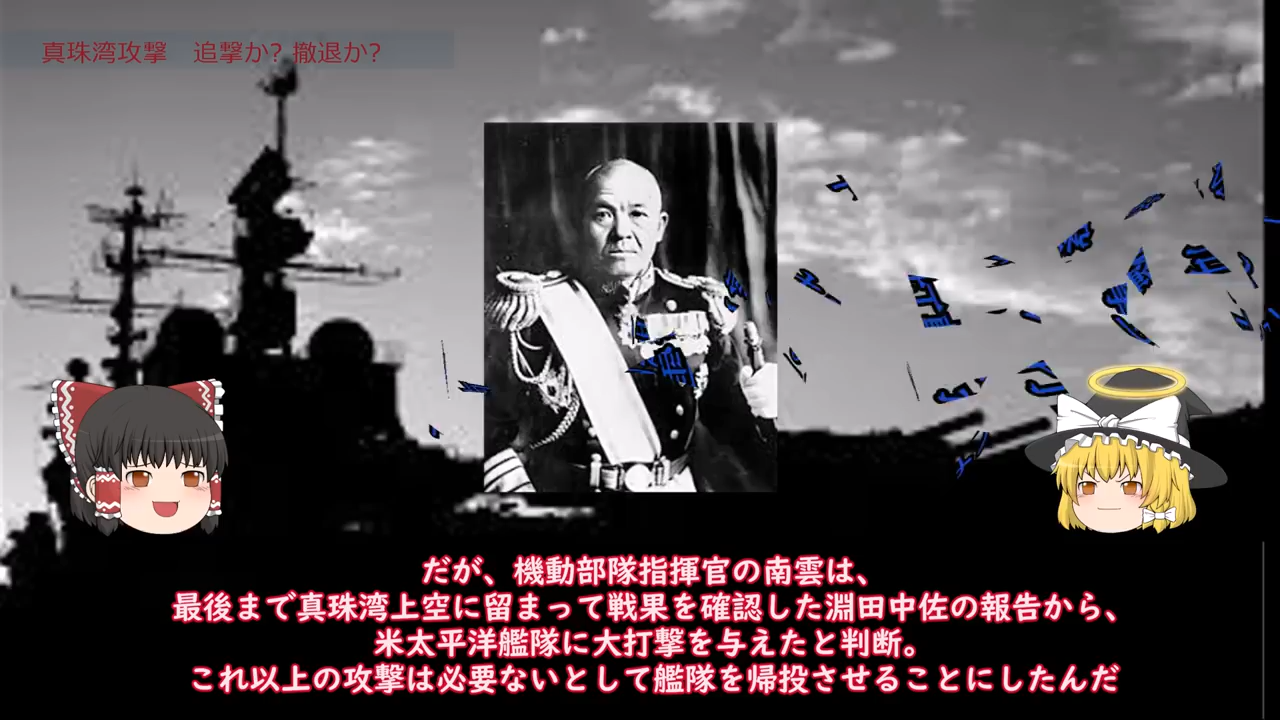 真珠湾攻撃　追撃か？撤退か？
だが、機動部隊指揮官の南雲は、
最後まで真珠湾上空に留まって戦果を確認した淵田中佐の報告から、
米太平洋艦隊に大打撃を与えたと判断。
これ以上の攻撃は必要ないとして艦隊を帰投させることにしたんだ